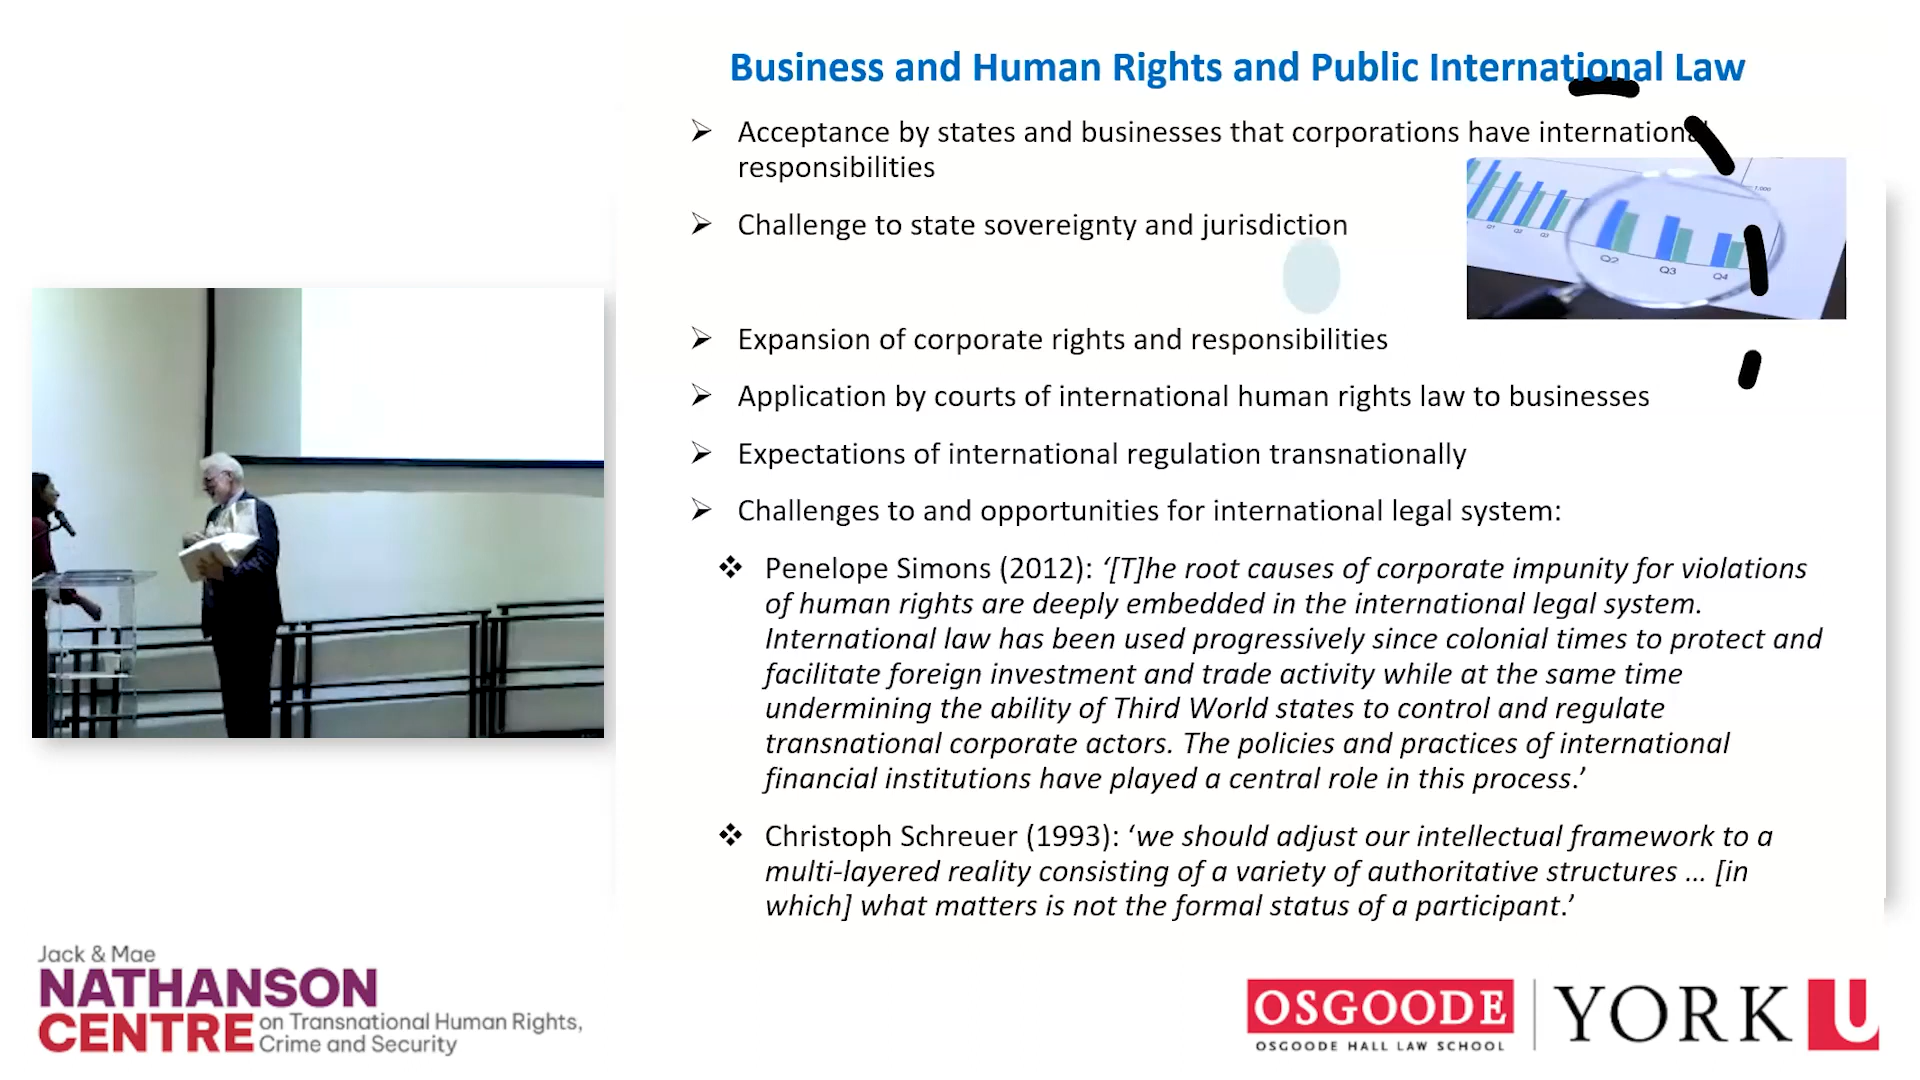 Business and Human Rights and Public International Law
➢ Acceptance by states and businesses that corporations have international
responsibilities
➢ Challenge to state sovereignty and jurisdiction
1,000
Q1 Q2 Q3
Q2 Q3 Q4
➢ Expansion of corporate rights and responsibilities
➢ Application by courts of international human rights law to businesses
➢ Expectations of international regulation transnationally
➢ Challenges to and opportunities for international legal system:
❖ Penelope Simons (2012): ‘[T]he root causes of corporate impunity for violations
of human rights are deeply embedded in the international legal system.
International law has been used progressively since colonial times to protect and
facilitate foreign investment and trade activity while at the same time
undermining the ability of Third World states to control and regulate
transnational corporate actors. The policies and practices of international
financial institutions have played a central role in this process.’
❖ Christoph Schreuer (1993): ‘we should adjust our intellectual framework to a
multi-layered reality consisting of a variety of authoritative structures … [in
which] what matters is not the formal status of a participant.’
Jack & Mae
NATHANSON
CENTRE on Transnational Human Rights,
Crime and Security
OSGOODE
OSGOODE HALL LAW SCHOOL
YORK U